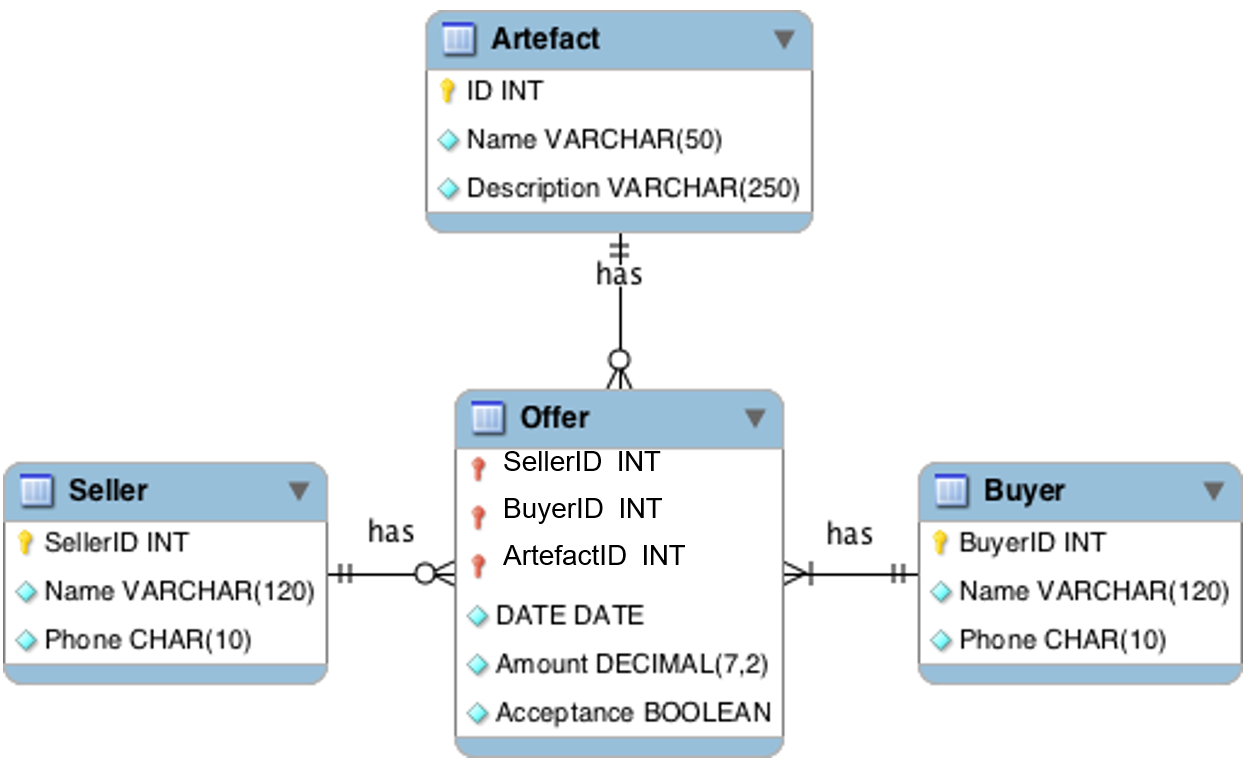 Artefact
ID INT
Name VARCHAR(50)
Description VARCHAR(250)
has
Offer
SellerID INT
BuyerID INT
ArtefactID INT
DATE DATE
Amount DECIMAL(7,2)
Acceptance BOOLEAN
Seller
SellerID INT
Name VARCHAR(120)
Phone CHAR(10)
has
has
Buyer
BuyerID INT
Name VARCHAR(120)
Phone CHAR(10)